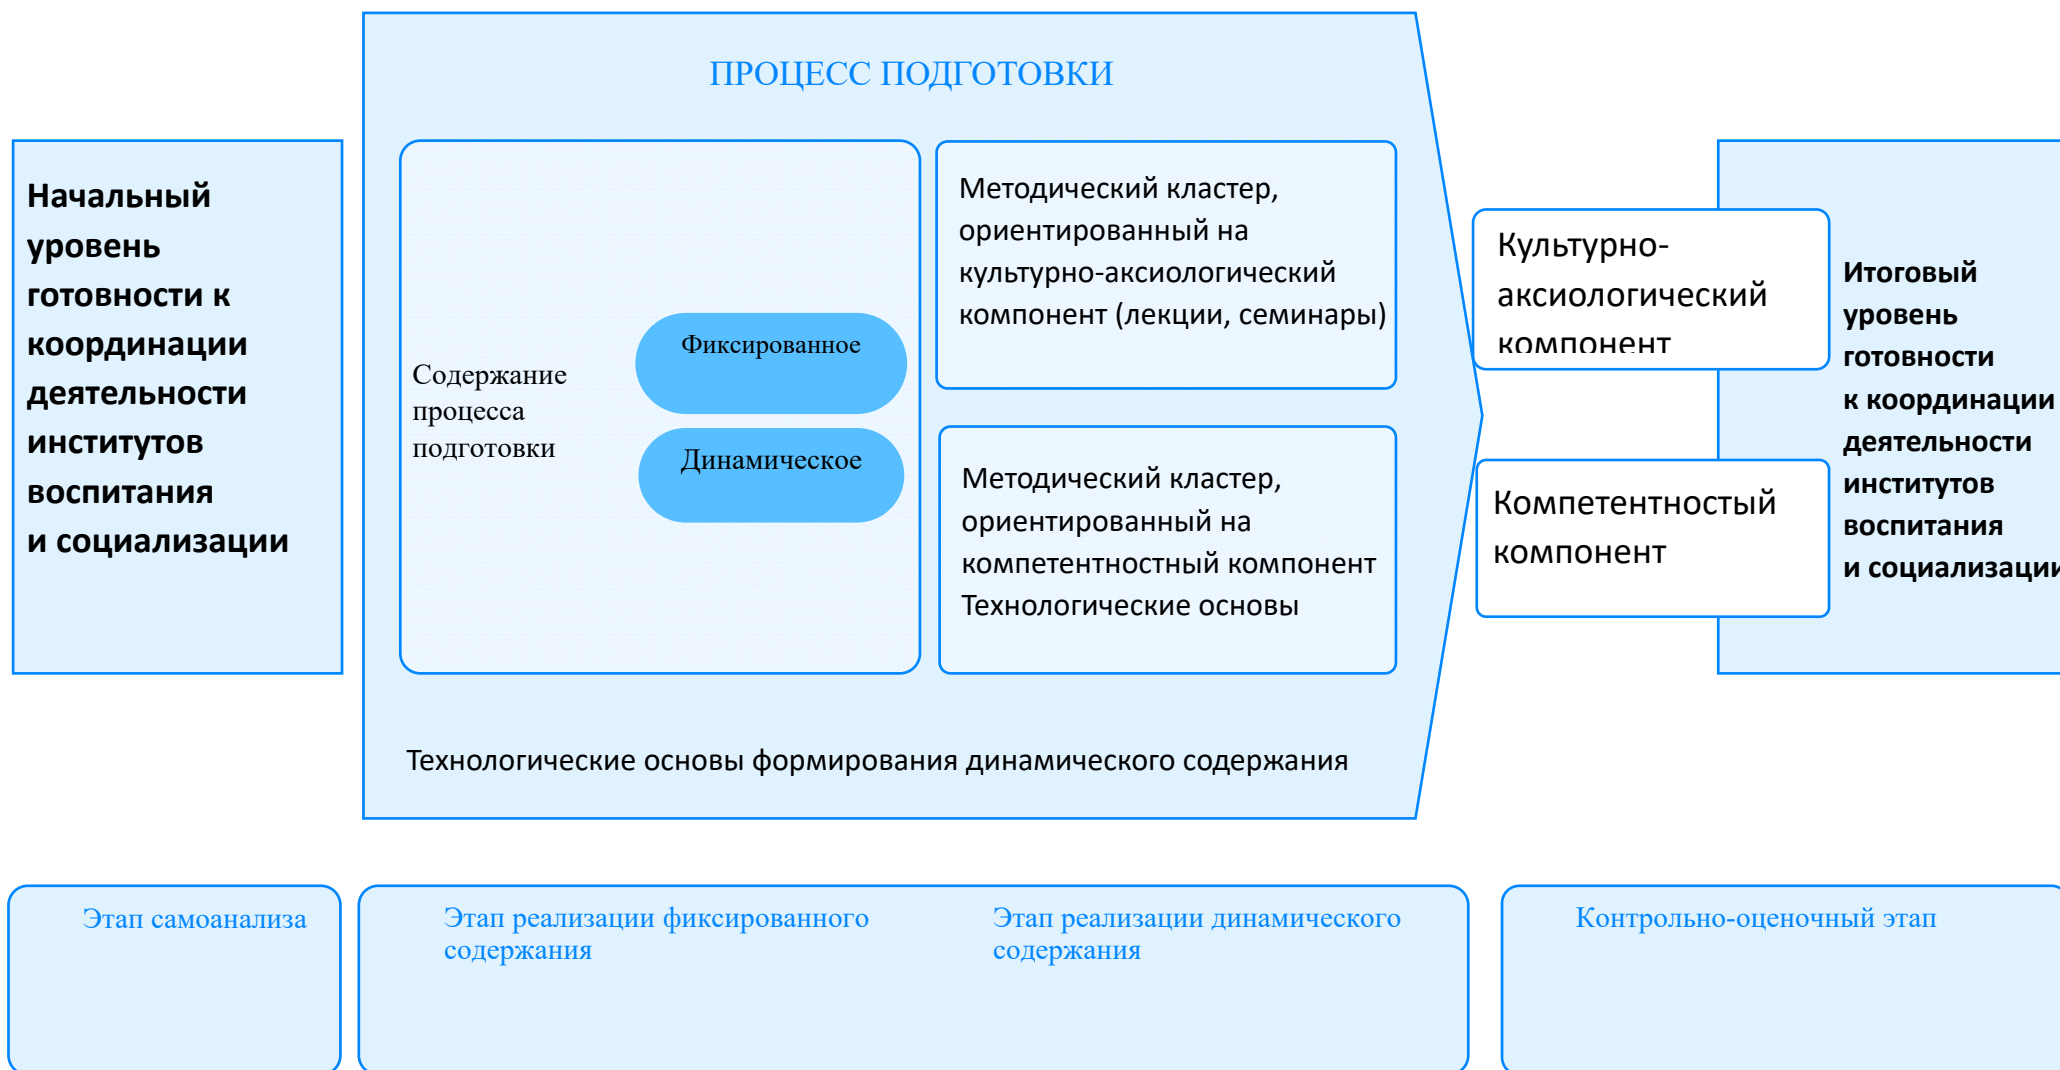 ПРОЦЕСС ПОДГОТОВКИ
Начальный
уровень
готовности к
координации
деятельности
институтов
воспитания
и социализации
Содержание
процесса
подготовки
Фиксированное
Динамическое
Методический кластер,
ориентированный на
культурно-аксиологический
компонент (лекции, семинары)
Методический кластер,
ориентированный на
компетентностный компонент
Технологические основы
Технологические основы формирования динамического содержания
Культурно-
аксиологический
компонент
Компетентностый
компонент
Итоговый
уровень
готовности
к координации
деятельности
институтов
воспитания
и социализации
Этап самоанализа
Этап реализации фиксированного
содержания
Этап реализации динамического
содержания
Контрольно-оценочный этап